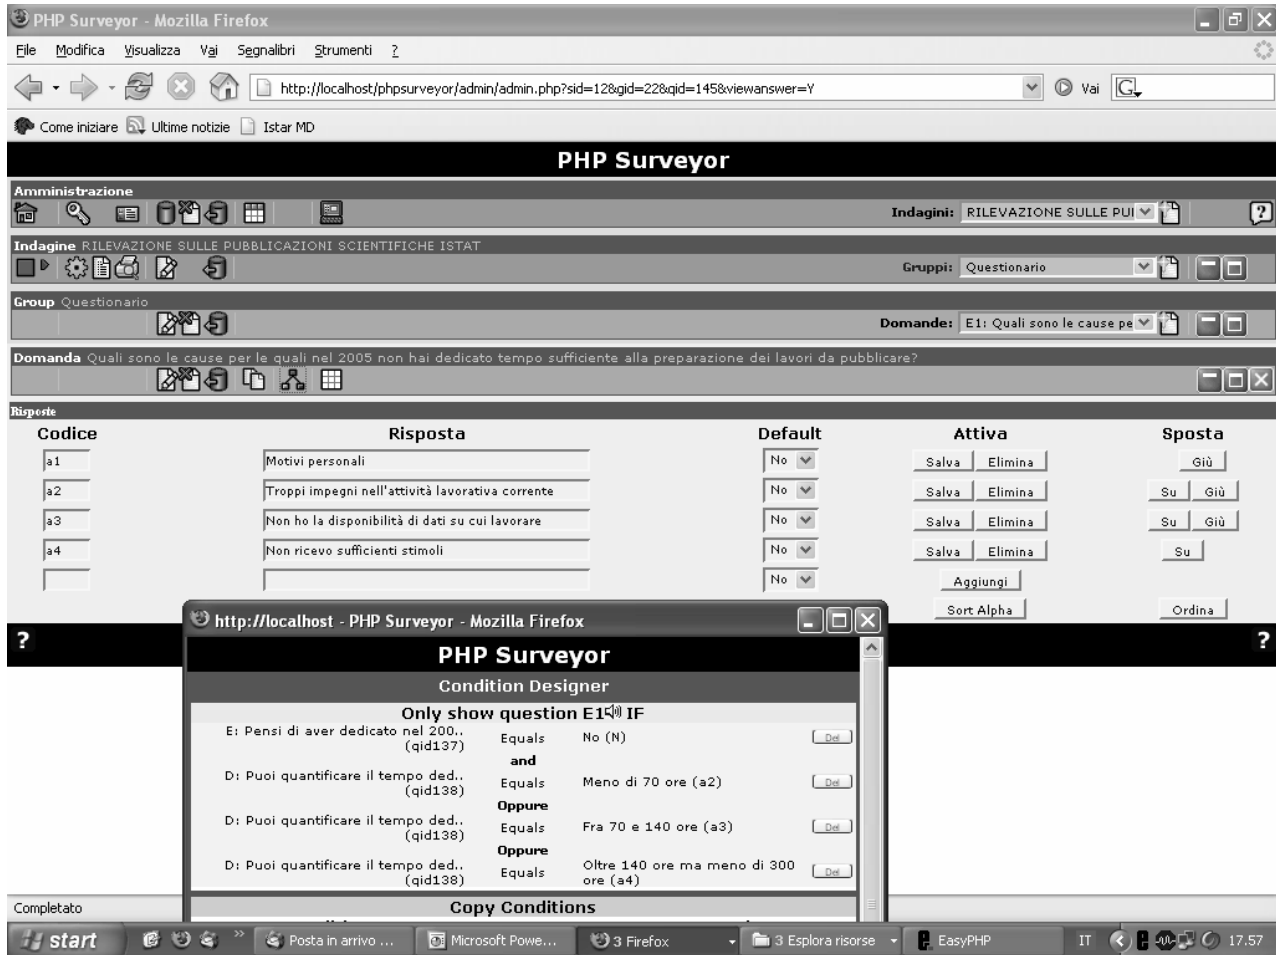 PHP Surveyor - Mozilla Firefox
File Modifica Visualizza Vai Segnalibri Strumenti ?
http://localhost/phpsurveyor/admin/admin.php?sid=12&gid=22&qid=145&viewanswer=Y Vai G
Come iniziare Ultime notizie Istar MD
PHP Surveyor
Amministrazione
Indagini: RILEVAZIONE SULLE PUI ?
Indagine RILEVAZIONE SULLE PUBBLICAZIONI SCIENTIFICHE ISTAT
Gruppi: Questionario
Group Questionario
Domande: E1: Quali sono le cause pe
Domanda Quali sono le cause per le quali nel 2005 non hai dedicato tempo sufficiente alla preparazione dei lavori da pubblicare?
Risposte
Codice Risposta Default Attiva Sposta
a1 Motivi personali No Salva Elimina Giù
a2 Troppi impegni nell'attività lavorativa corrente No Salva Elimina Su Giù
a3 Non ho la disponibilità di dati su cui lavorare No Salva Elimina Su Giù
a4 Non ricevo sufficienti stimoli No Salva Elimina Su
No Aggiungi
Sort Alpha Ordina
? ?
http://localhost - PHP Surveyor - Mozilla Firefox
PHP Surveyor
Condition Designer
Only show question E1 IF
E: Pensi di aver dedicato nel 200.. (qid137) Equals No (N) Del
and
D: Puoi quantificare il tempo ded.. (qid138) Equals Meno di 70 ore (a2) Del
Oppure
D: Puoi quantificare il tempo ded.. (qid138) Equals Fra 70 e 140 ore (a3) Del
Oppure
D: Puoi quantificare il tempo ded.. (qid138) Equals Oltre 140 ore ma meno di 300 ore (a4) Del
Copy Conditions
Completato
start » Posta in arrivo ... Microsoft Powe... 3 Firefox 3 Esplora risorse EasyPHP IT 17.57